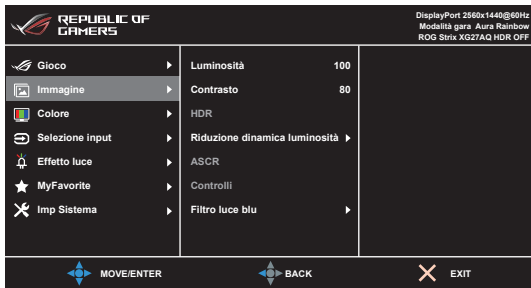 REPUBLIC OF
GAMERS
DisplayPort 2560x1440@60Hz
Modalità gara Aura Rainbow
ROG Strix XG27AQ HDR OFF
Gioco
Immagine
Colore
Selezione input
Effetto luce
MyFavorite
Imp Sistema
Luminosità 100
Contrasto 80
HDR
Riduzione dinamica luminosità
ASCR
Controlli
Filtro luce blu
MOVE/ENTER
BACK
EXIT